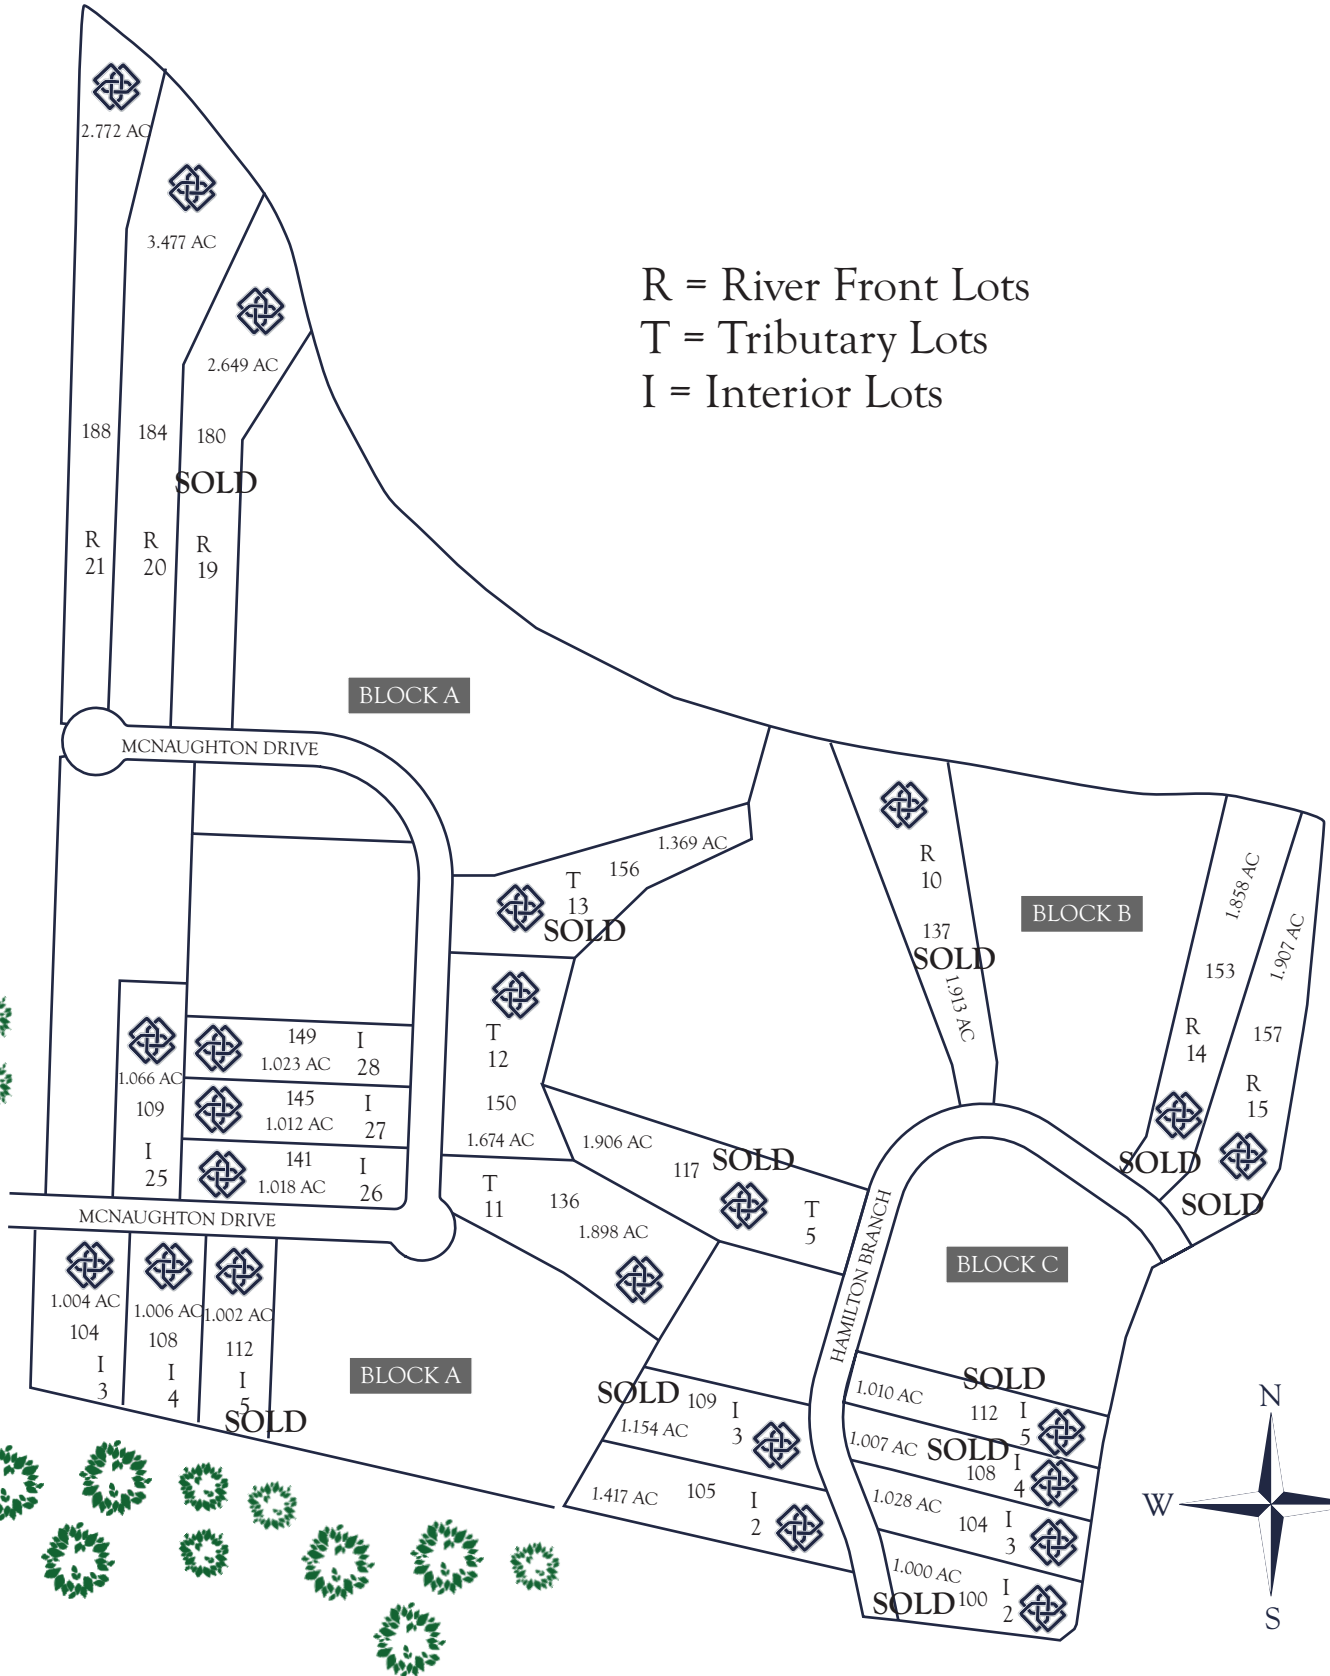 2.772 AC
3.477 AC
2.649 AC
R = River Front Lots
T = Tributary Lots
I = Interior Lots
188
184
180
SOLD
R
21
R
20
R
19
BLOCK A
MCNAUGHTON DRIVE
1.369 AC
156
T
13
SOLD
R
10
137
SOLD
1.913 AC
BLOCK B
1.858 AC
153
R
14
SOLD
1.907 AC
157
R
15
SOLD
T
12
150
1.674 AC
149
1.023 AC
I
28
145
1.012 AC
I
27
141
1.018 AC
I
26
1.066 AC
109
I
25
MCNAUGHTON DRIVE
1.906 AC
117
SOLD
T
5
T
11
136
1.898 AC
HAMILTON BRANCH
BLOCK C
1.004 AC
104
I
3
1.006 AC
108
I
4
1.002 AC
112
I
5
SOLD
BLOCK A
SOLD
109
I
3
1.154 AC
1.417 AC
105
I
2
SOLD
1.010 AC
112
I
5
1.007 AC
SOLD
108
I
4
1.028 AC
104
I
3
1.000 AC
SOLD
100
I
2
N
W
S